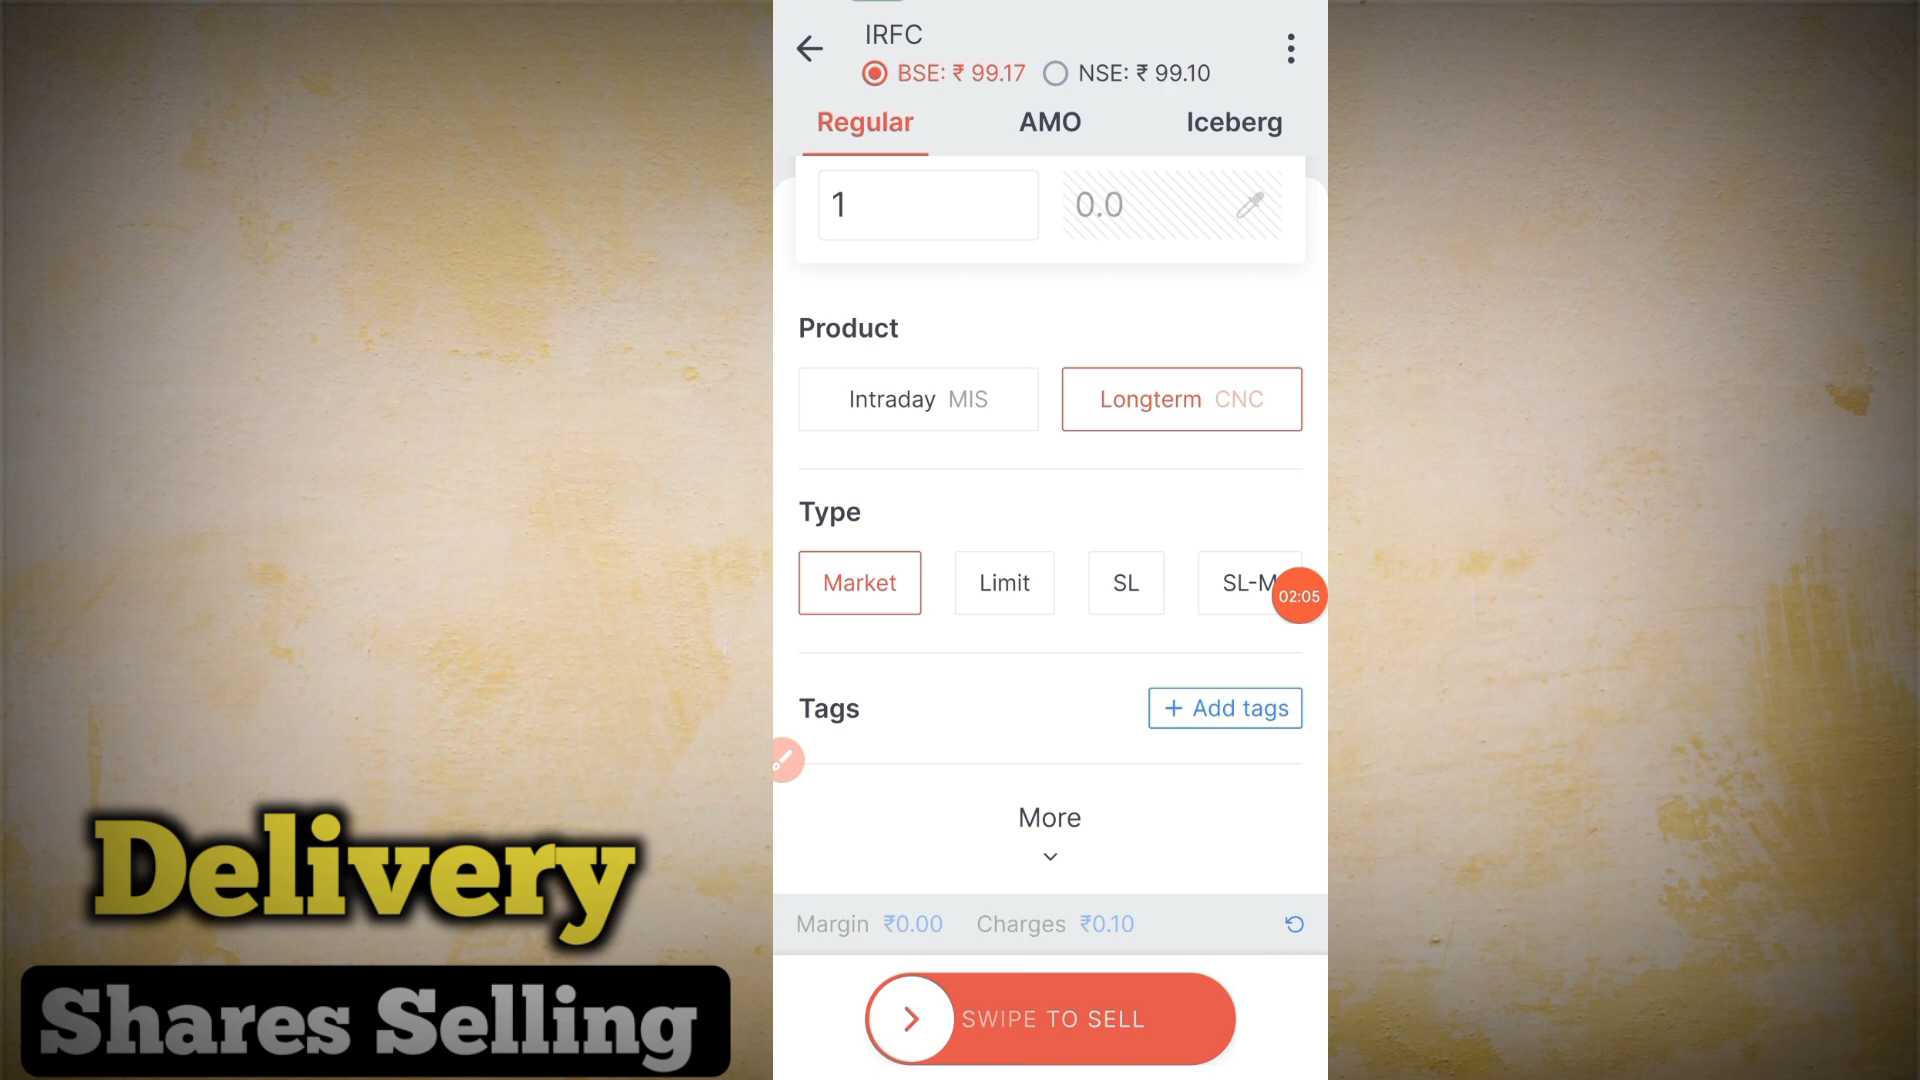 IRFC
BSE: ₹ 99.17 NSE: ₹ 99.10
Regular AMO Iceberg
1 0.0
Product
Intraday MIS Longterm CNC
Type
Market Limit SL SL-M
02:05
Tags + Add tags
More
Margin ₹0.00 Charges ₹0.10
SWIPE TO SELL
Delivery
Shares Selling